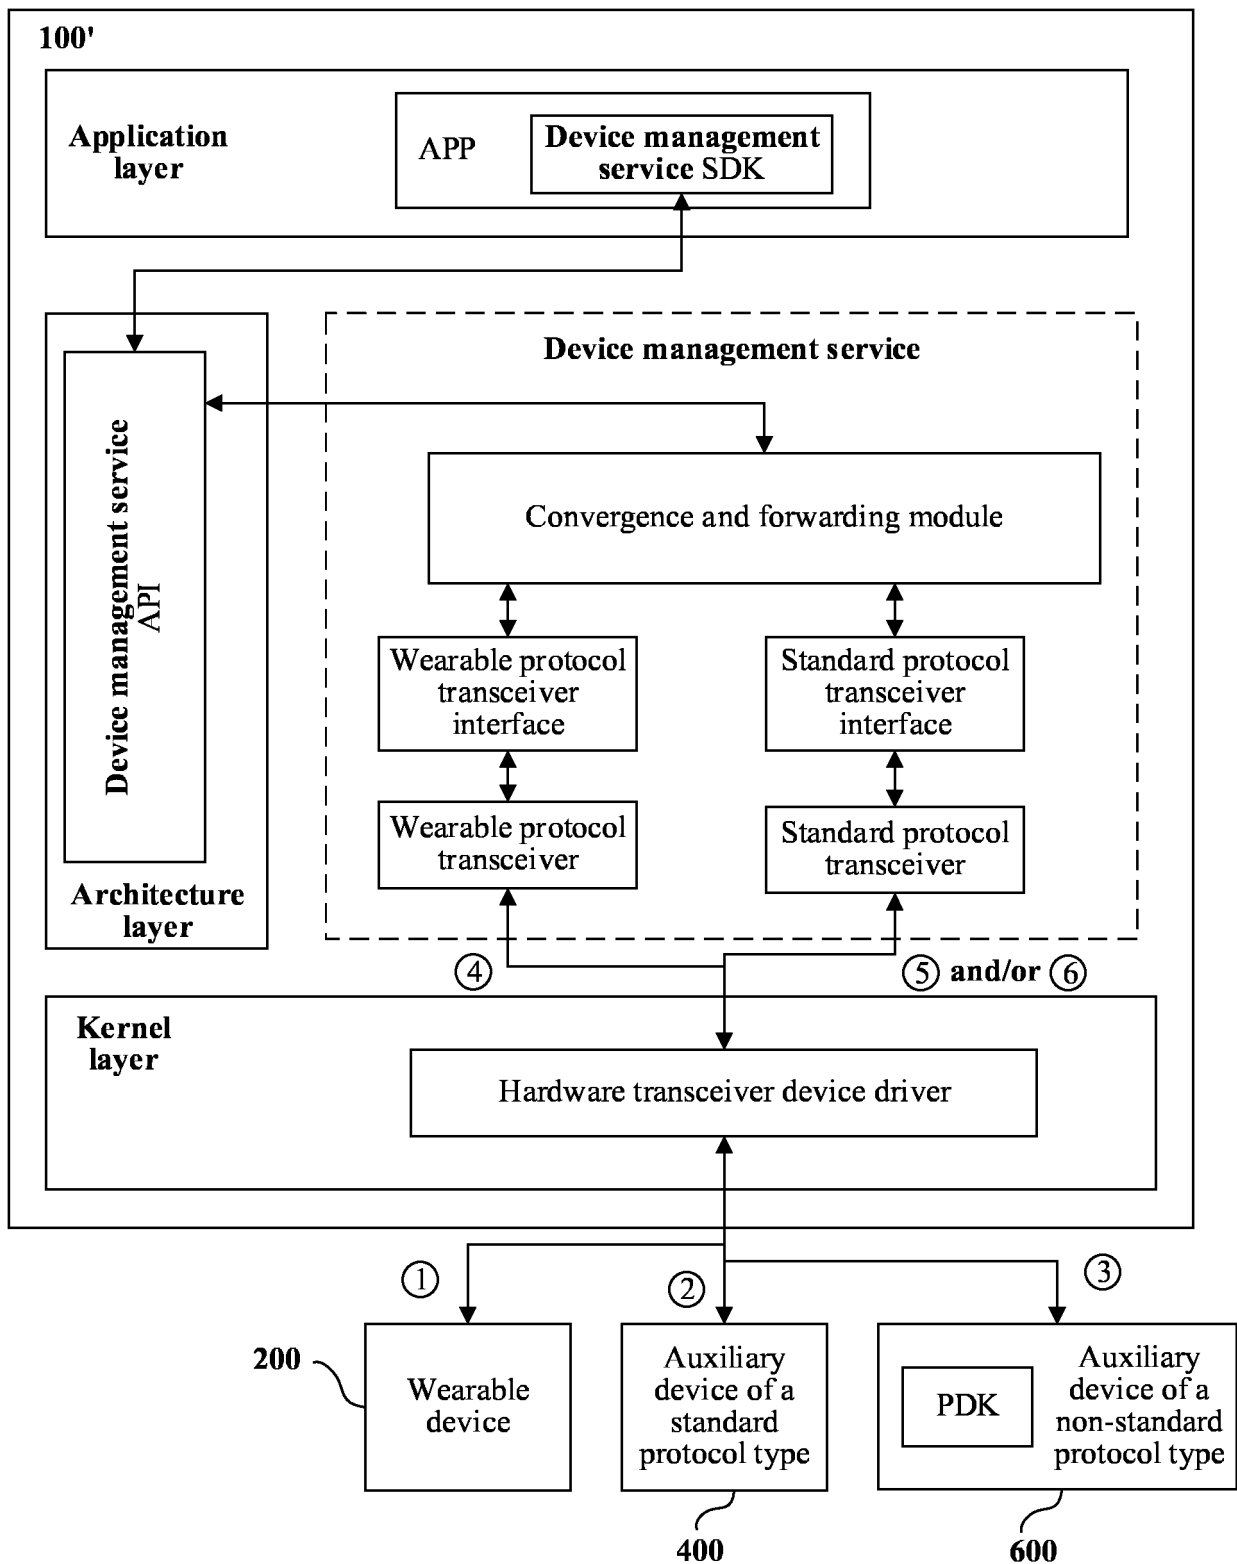 100'
Application
layer
APP
Device management
service SDK
Device management service
Device management service
API
Convergence and forwarding module
Wearable protocol
transceiver
interface
Standard protocol
transceiver
interface
Wearable protocol
transceiver
Standard protocol
transceiver
Architecture
layer
④
⑤ and/or ⑥
Kernel
layer
Hardware transceiver device driver
①
②
③
200
Wearable
device
Auxiliary
device of a
standard
protocol type
PDK
Auxiliary
device of a
non-standard
protocol type
400
600